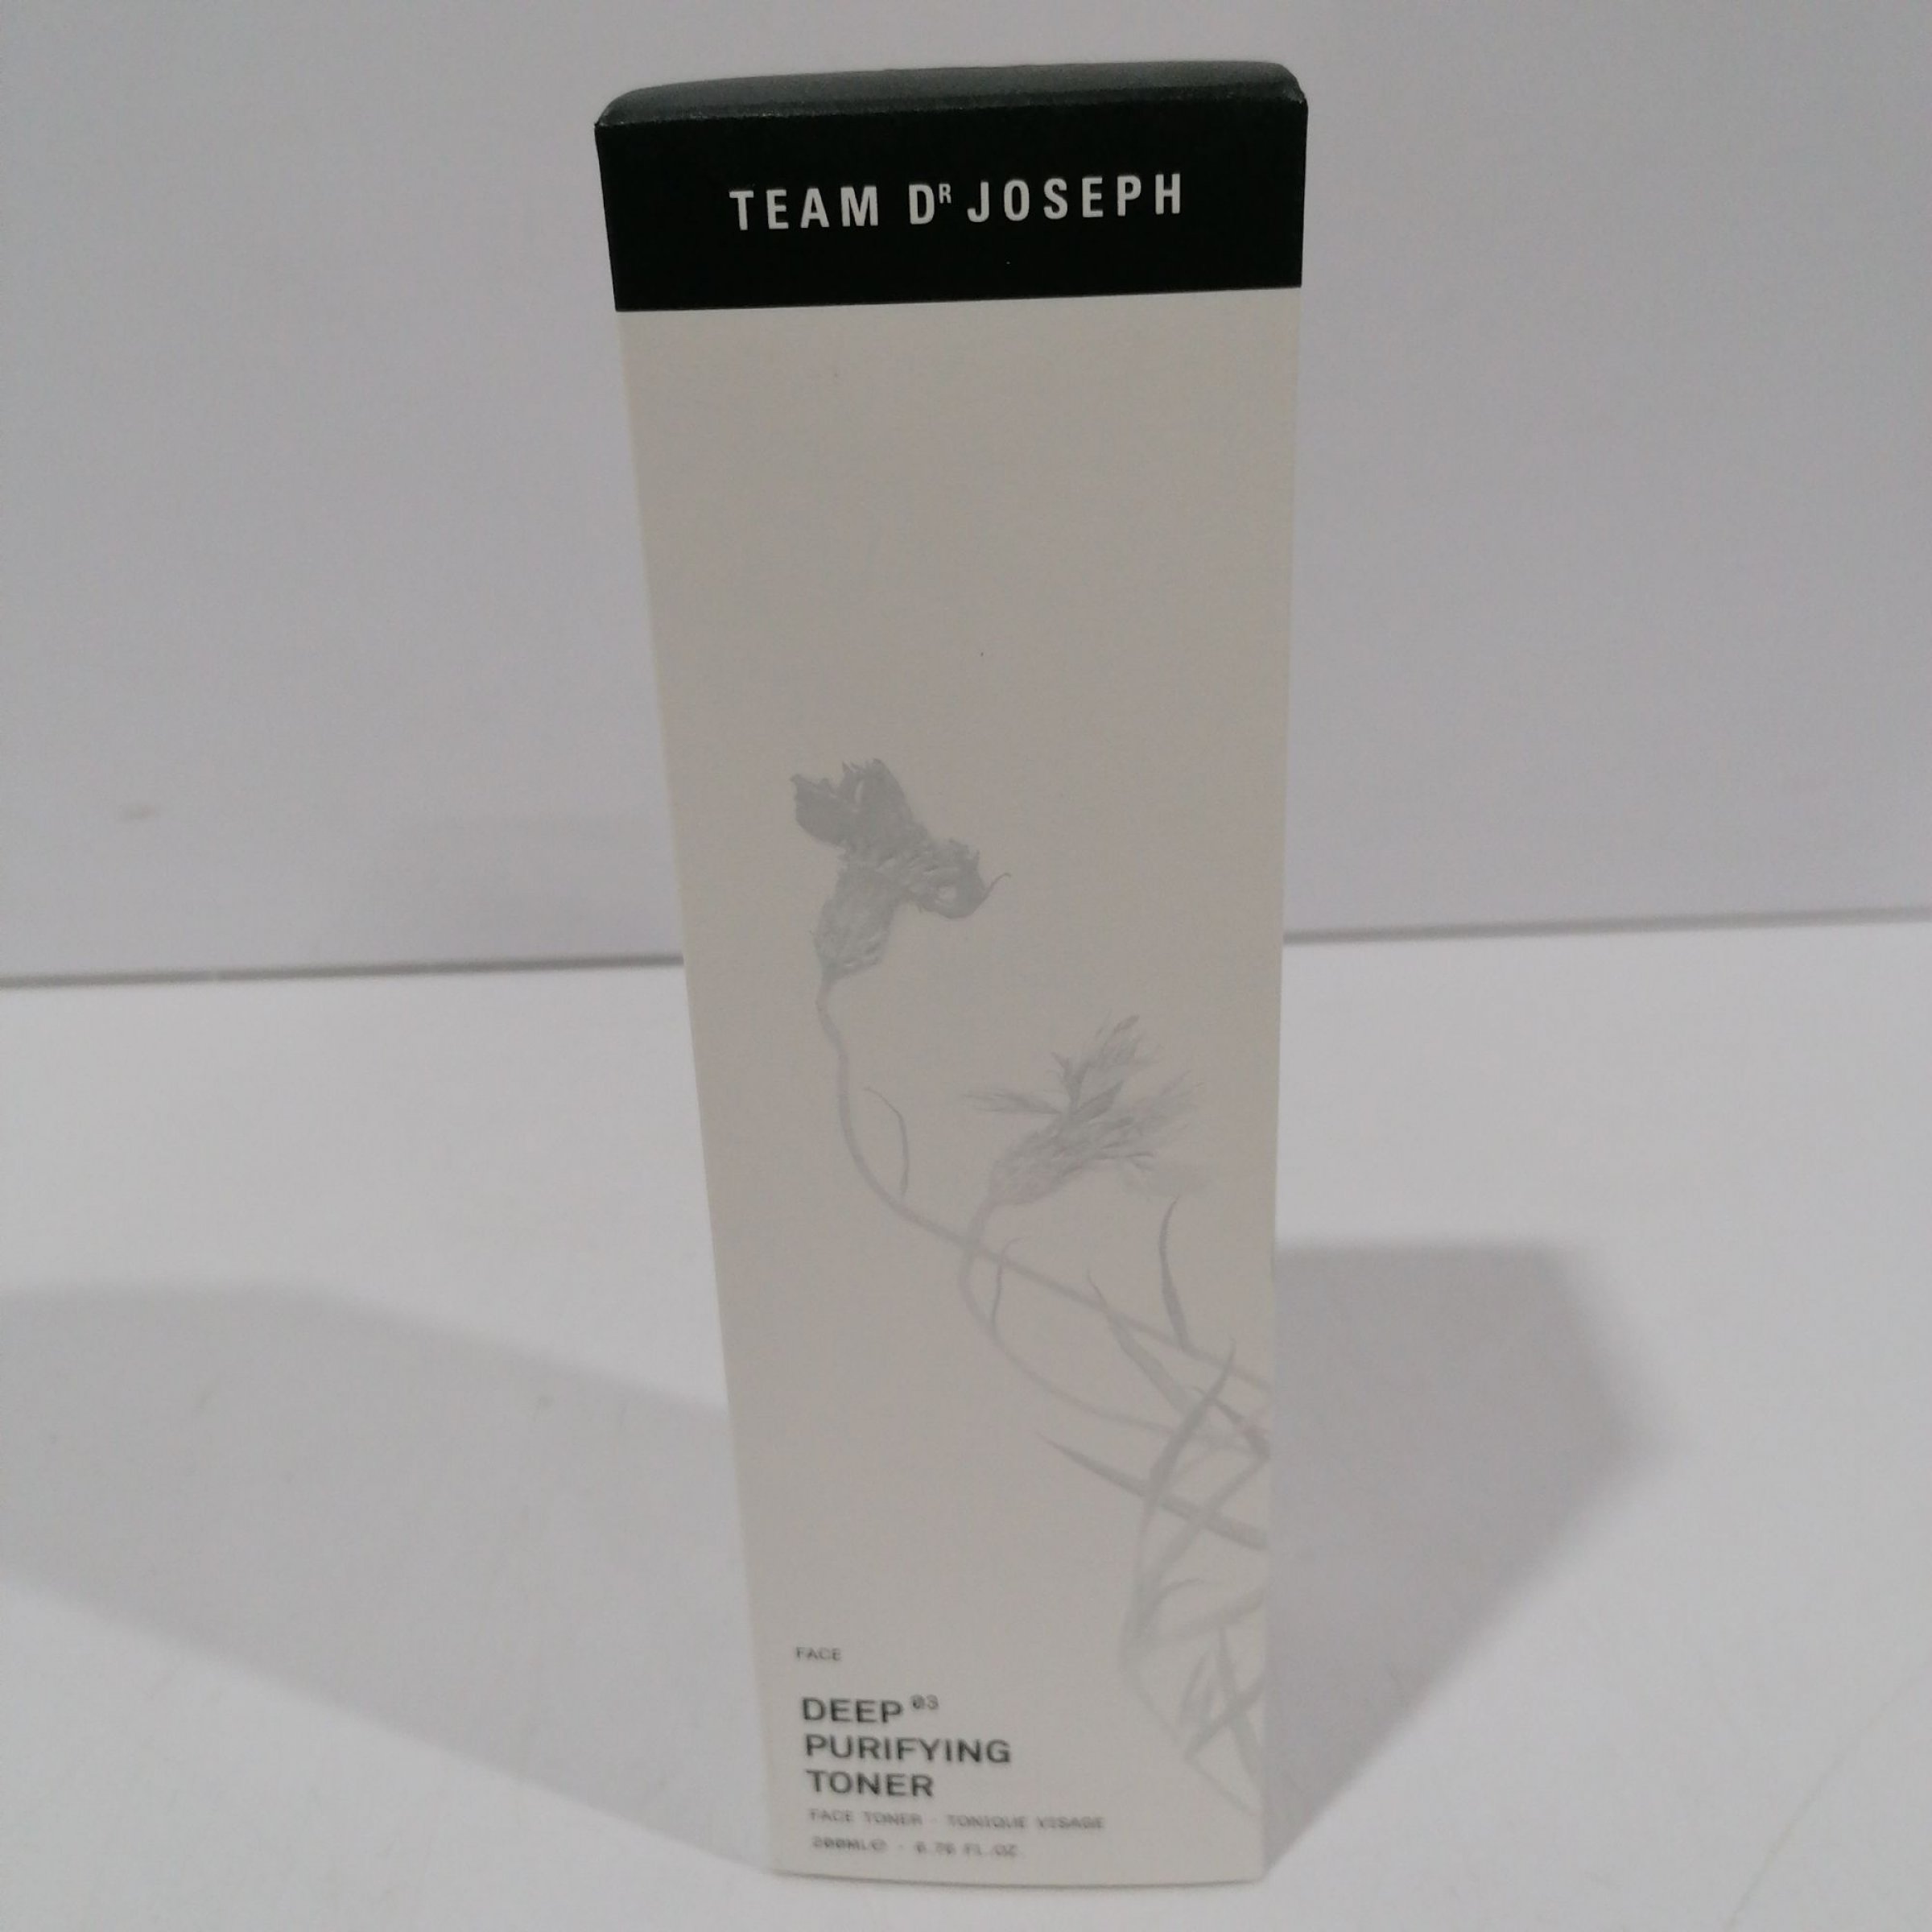 TEAM DR JOSEPH
FACE
DEEP 03
PURIFYING
TONER
FACE TONER · TONIQUE VISAGE
200ML℮ · 6.76 FL.OZ.